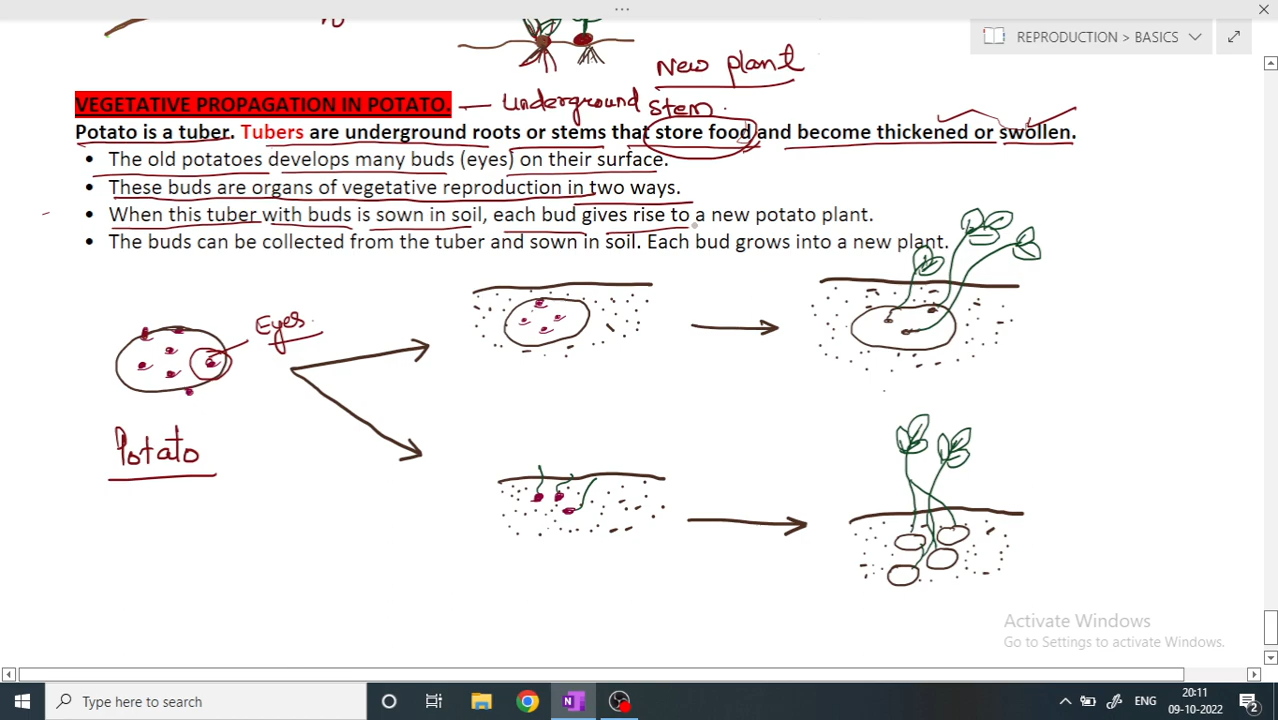 REPRODUCTION > BASICS
New plant
VEGETATIVE PROPAGATION IN POTATO. — Underground Stem
Potato is a tuber. Tubers are underground roots or stems that store food and become thickened or swollen.
• The old potatoes develops many buds (eyes) on their surface.
• These buds are organs of vegetative reproduction in two ways.
• When this tuber with buds is sown in soil, each bud gives rise to a new potato plant.
• The buds can be collected from the tuber and sown in soil. Each bud grows into a new plant.
Eyes
Potato
Activate Windows
Go to Settings to activate Windows.
Type here to search
ENG
20:11
09-10-2022
2